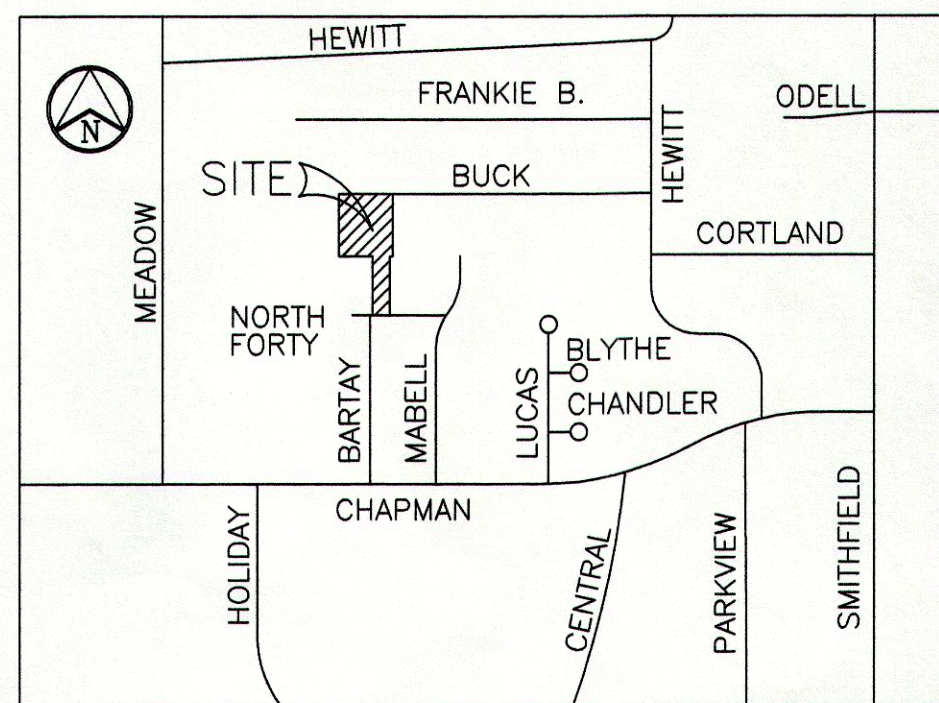 HEWITT
FRANKIE B.
ODELL
N
SITE
BUCK
HEWITT
MEADOW
CORTLAND
NORTH
FORTY
BARTAY
MABELL
LUCAS
BLYTHE
CHANDLER
CHAPMAN
HOLIDAY
CENTRAL
PARKVIEW
SMITHFIELD